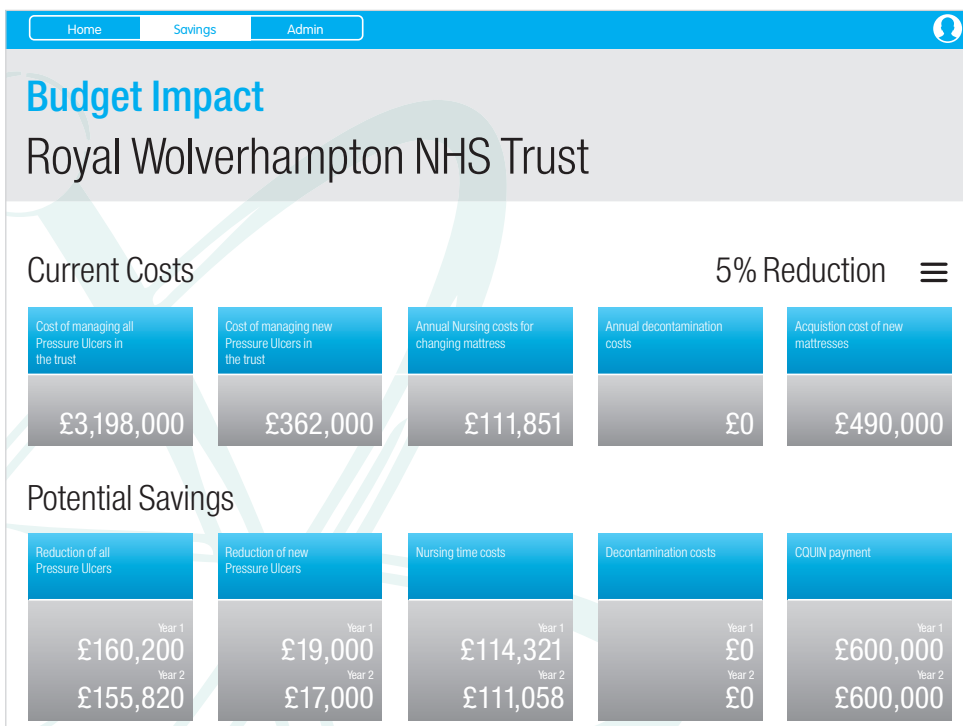 Home Savings Admin
Budget Impact
Royal Wolverhampton NHS Trust
Current Costs
5% Reduction
Cost of managing all
Pressure Ulcers in
the trust
£3,198,000
Cost of managing new
Pressure Ulcers in
the trust
£362,000
Annual Nursing costs for
changing mattress
£111,851
Annual decontamination
costs
£0
Acquistion cost of new
mattresses
£490,000
Potential Savings
Reduction of all
Pressure Ulcers
Year 1
£160,200
Year 2
£155,820
Reduction of new
Pressure Ulcers
Year 1
£19,000
Year 2
£17,000
Nursing time costs
Year 1
£114,321
Year 2
£111,058
Decontamination costs
Year 1
£0
Year 2
£0
CQUIN payment
Year 1
£600,000
Year 2
£600,000